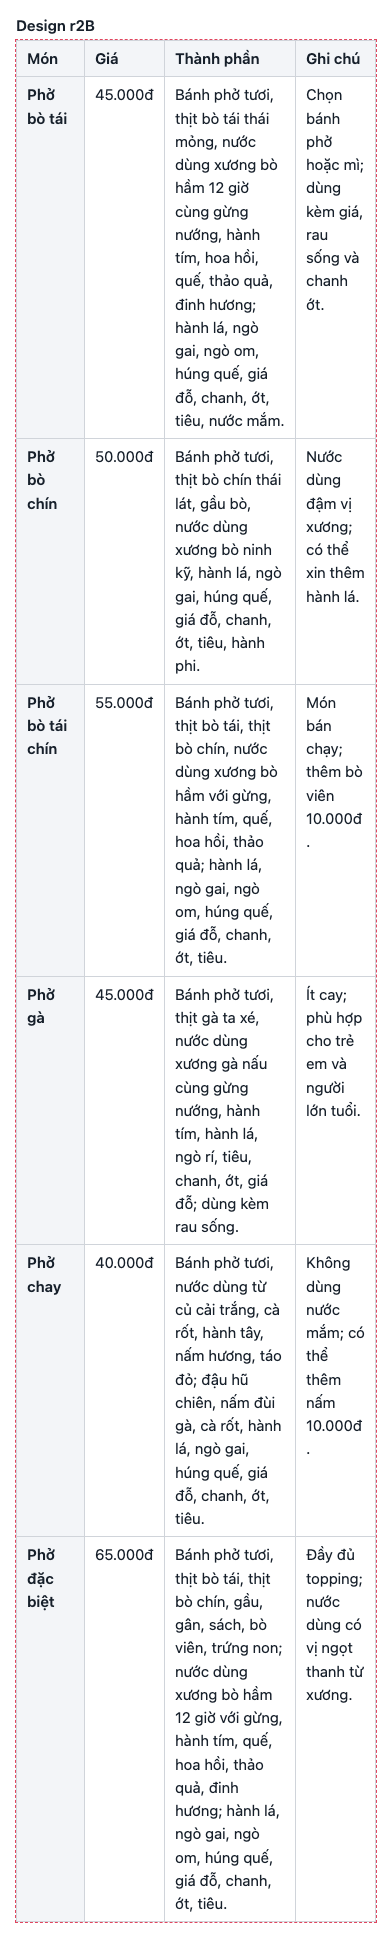 Design r2B
Món Giá Thành phần Ghi chú
Phở
bò tái
45.000đ
Bánh phở tươi,
thịt bò tái thái
mỏng, nước
dùng xương bò
hầm 12 giờ
cùng gừng
nướng, hành
tím, hoa hồi,
quế, thảo quả,
đinh hương;
hành lá, ngò
gai, ngò om,
húng quế, giá
đỗ, chanh, ớt,
tiêu, nước mắm.
Chọn
bánh
phở
hoặc mì;
dùng
kèm giá,
rau
sống và
chanh
ớt.
Phở
bò
chín
50.000đ
Bánh phở tươi,
thịt bò chín thái
lát, gầu bò,
nước dùng
xương bò ninh
kỹ, hành lá, ngò
gai, húng quế,
giá đỗ, chanh,
ớt, tiêu, hành
phi.
Nước
dùng
đậm vị
xương;
có thể
xin thêm
hành lá.
Phở
bò tái
chín
55.000đ
Bánh phở tươi,
thịt bò tái, thịt
bò chín, nước
dùng xương bò
hầm với gừng,
hành tím, quế,
hoa hồi, thảo
quả; hành lá,
ngò gai, ngò
om, húng quế,
giá đỗ, chanh,
ớt, tiêu.
Món
bán
chạy;
thêm bò
viên
10.000đ
.
Phở
gà
45.000đ
Bánh phở tươi,
thịt gà ta xé,
nước dùng
xương gà nấu
cùng gừng
nướng, hành
tím, hành lá,
ngò rí, tiêu,
chanh, ớt, giá
đỗ; dùng kèm
rau sống.
Ít cay;
phù hợp
cho trẻ
em và
người
lớn tuổi.
Phở
chay
40.000đ
Bánh phở tươi,
nước dùng từ
củ cải trắng, cà
rốt, hành tây,
nấm hương, táo
đỏ; đậu hũ
chiên, nấm đùi
gà, cà rốt, hành
lá, ngò gai,
húng quế, giá
đỗ, chanh, ớt,
tiêu.
Không
dùng
nước
mắm; có
thể
thêm
nấm
10.000đ
.
Phở
đặc
biệt
65.000đ
Bánh phở tươi,
thịt bò tái, thịt
bò chín, gầu,
gân, sách, bò
viên, trứng non;
nước dùng
xương bò hầm
12 giờ với gừng,
hành tím, quế,
hoa hồi, thảo
quả, đinh
hương; hành lá,
ngò gai, ngò
om, húng quế,
giá đỗ, chanh,
ớt, tiêu.
Đầy đủ
topping;
nước
dùng có
vị ngọt
thanh từ
xương.